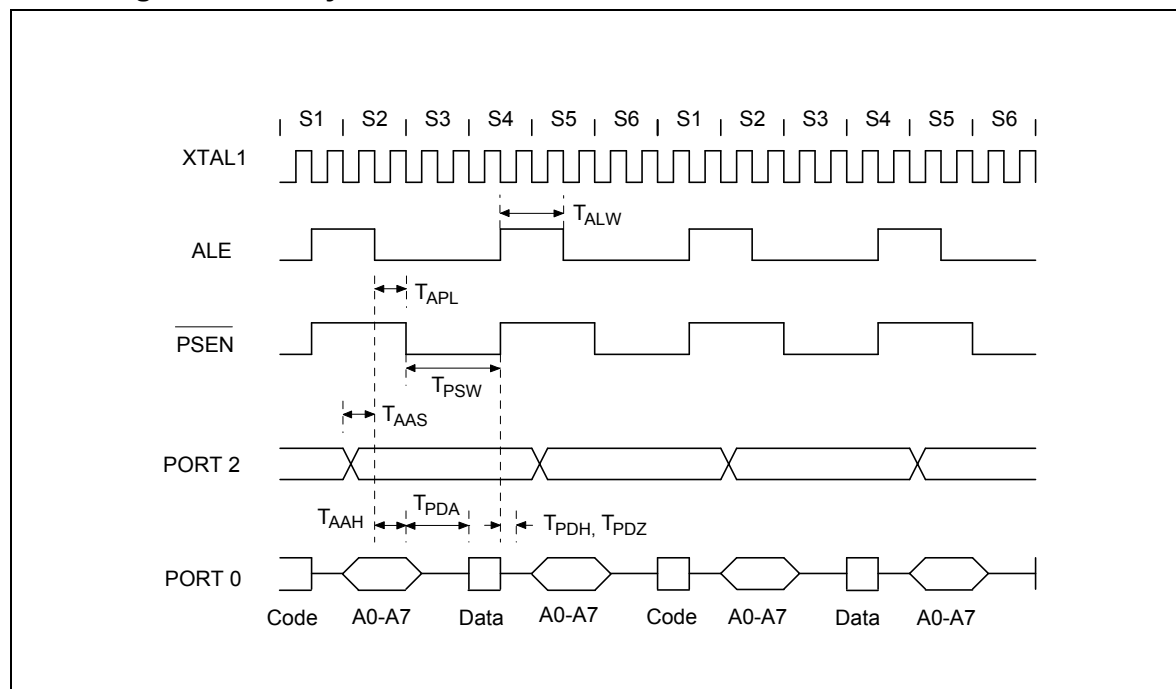 | S1 | S2 | S3 | S4 | S5 | S6 | S1 | S2 | S3 | S4 | S5 | S6 |
XTAL1
TALW
ALE
TAPL
PSEN
TPSW
TAAS
PORT 2
TAAH TPDA TPDH, TPDZ
PORT 0
Code A0-A7 Data A0-A7 Code A0-A7 Data A0-A7